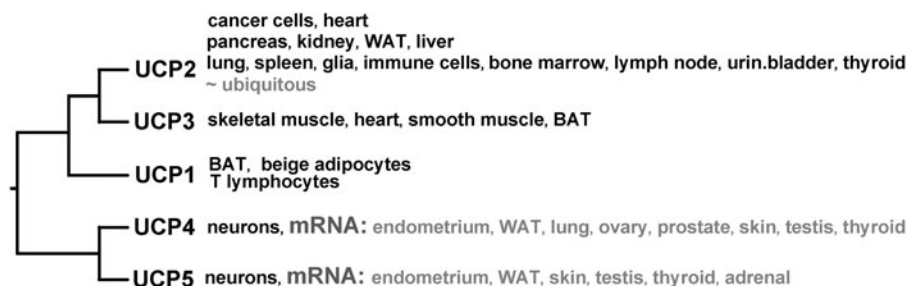 cancer cells, heart
pancreas, kidney, WAT, liver
UCP2 lung, spleen, glia, immune cells, bone marrow, lymph node, urin.bladder, thyroid
~ ubiquitous
UCP3 skeletal muscle, heart, smooth muscle, BAT
UCP1 BAT, beige adipocytes
T lymphocytes
UCP4 neurons, mRNA: endometrium, WAT, lung, ovary, prostate, skin, testis, thyroid
UCP5 neurons, mRNA: endometrium, WAT, skin, testis, thyroid, adrenal